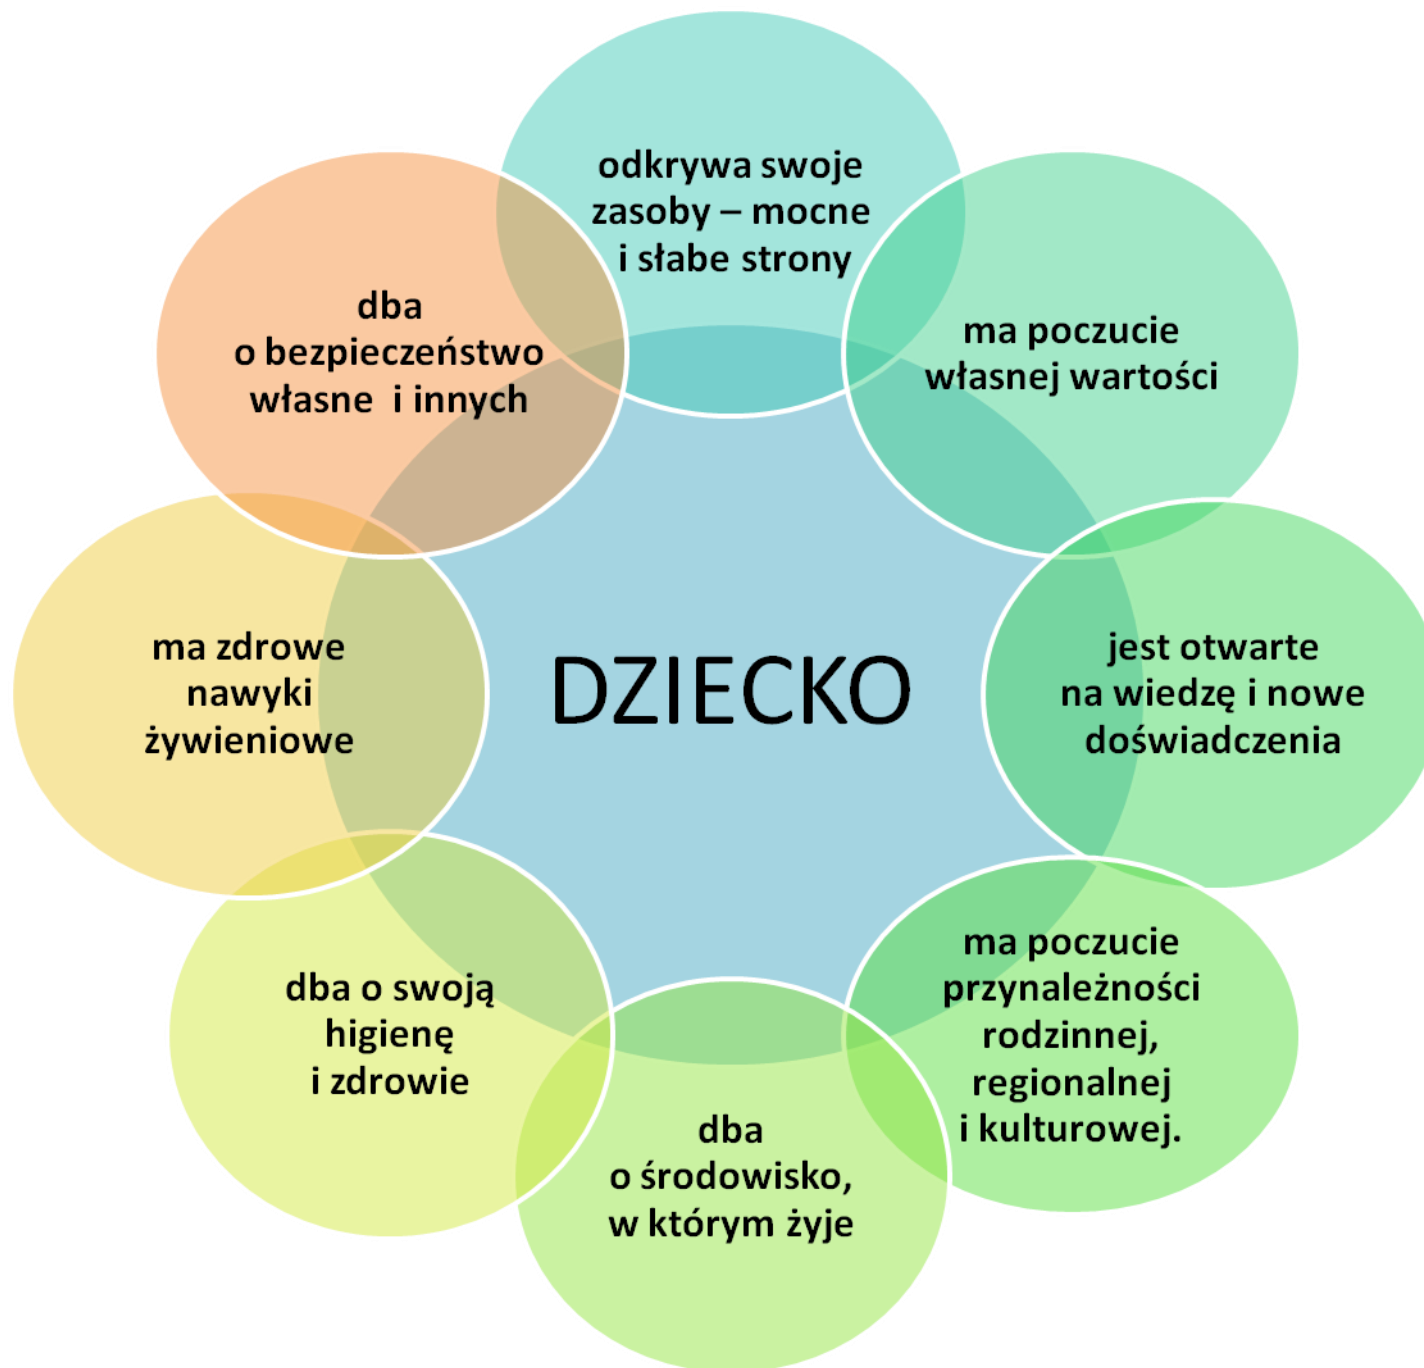 odkrywa swoje
zasoby – mocne
i słabe strony
ma poczucie
własnej wartości
jest otwarte
na wiedzę i nowe
doświadczenia
ma poczucie
przynależności
rodzinnej,
regionalnej
i kulturowej.
dba
o środowisko,
w którym żyje
dba o swoją
higienę
i zdrowie
ma zdrowe
nawyki
żywieniowe
dba
o bezpieczeństwo
własne  i innych
DZIECKO